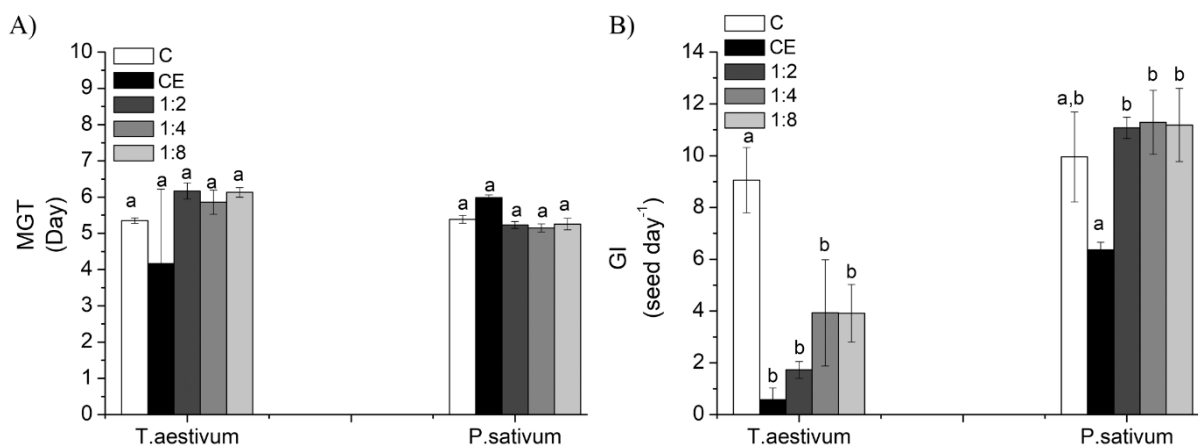 A)
C
CE
1:2
1:4
1:8
10
9
8
7
6
5
4
3
2
1
0
MGT
(Day)
a
a
a
a
a
a
a
a
a
a
T.aestivum
P.sativum
B)
C
CE
1:2
1:4
1:8
14
12
10
8
6
4
2
0
GI
(seed day⁻¹)
a
b
b
b
b
a,b
a
b
b
b
T.aestivum
P.sativum